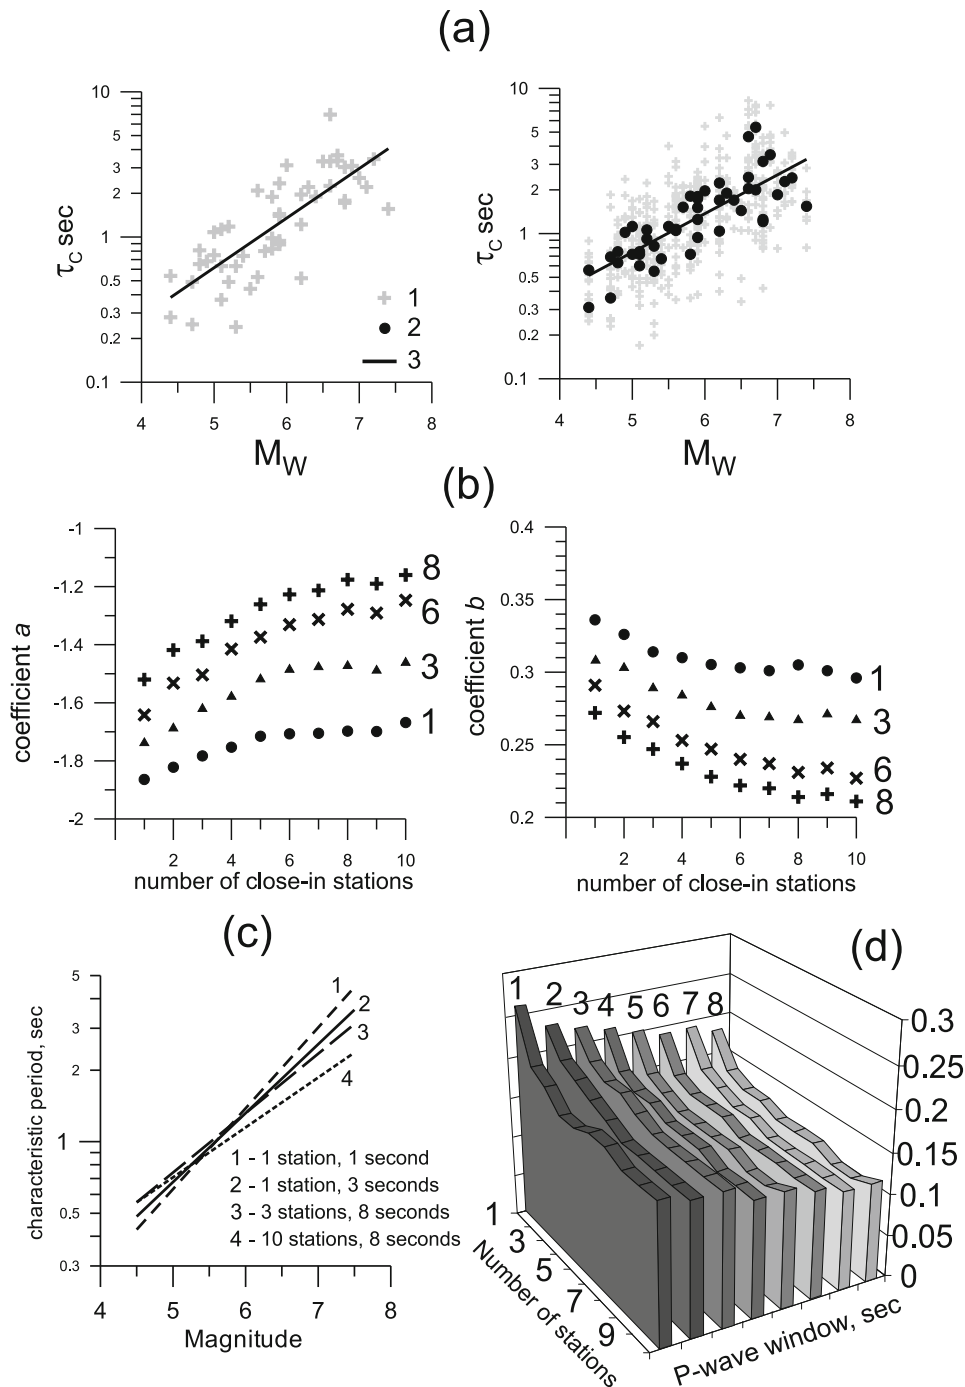 (a)
10
5
3
2
1
0.5
0.3
0.2
0.1
τC sec
4 5 6 7 8
MW
1
2
3
10
5
3
2
1
0.5
0.3
0.2
0.1
τC sec
4 5 6 7 8
MW
(b)
-1
-1.2
-1.4
-1.6
-1.8
-2
coefficient a
8
6
3
1
2 4 6 8 10
number of close-in stations
0.4
0.35
0.3
0.25
0.2
coefficient b
1
3
6
8
2 4 6 8 10
number of close-in stations
(c)
5
3
2
1
0.5
0.3
characteristic period, sec
1
2
3
4
1 - 1 station, 1 second
2 - 1 station, 3 seconds
3 - 3 stations, 8 seconds
4 - 10 stations, 8 seconds
4 5 6 7 8
Magnitude
(d)
1 2 3 4 5 6 7 8
0.3
0.25
0.2
0.15
0.1
0.05
0
1
3
5
7
9
Number of stations
P-wave window, sec